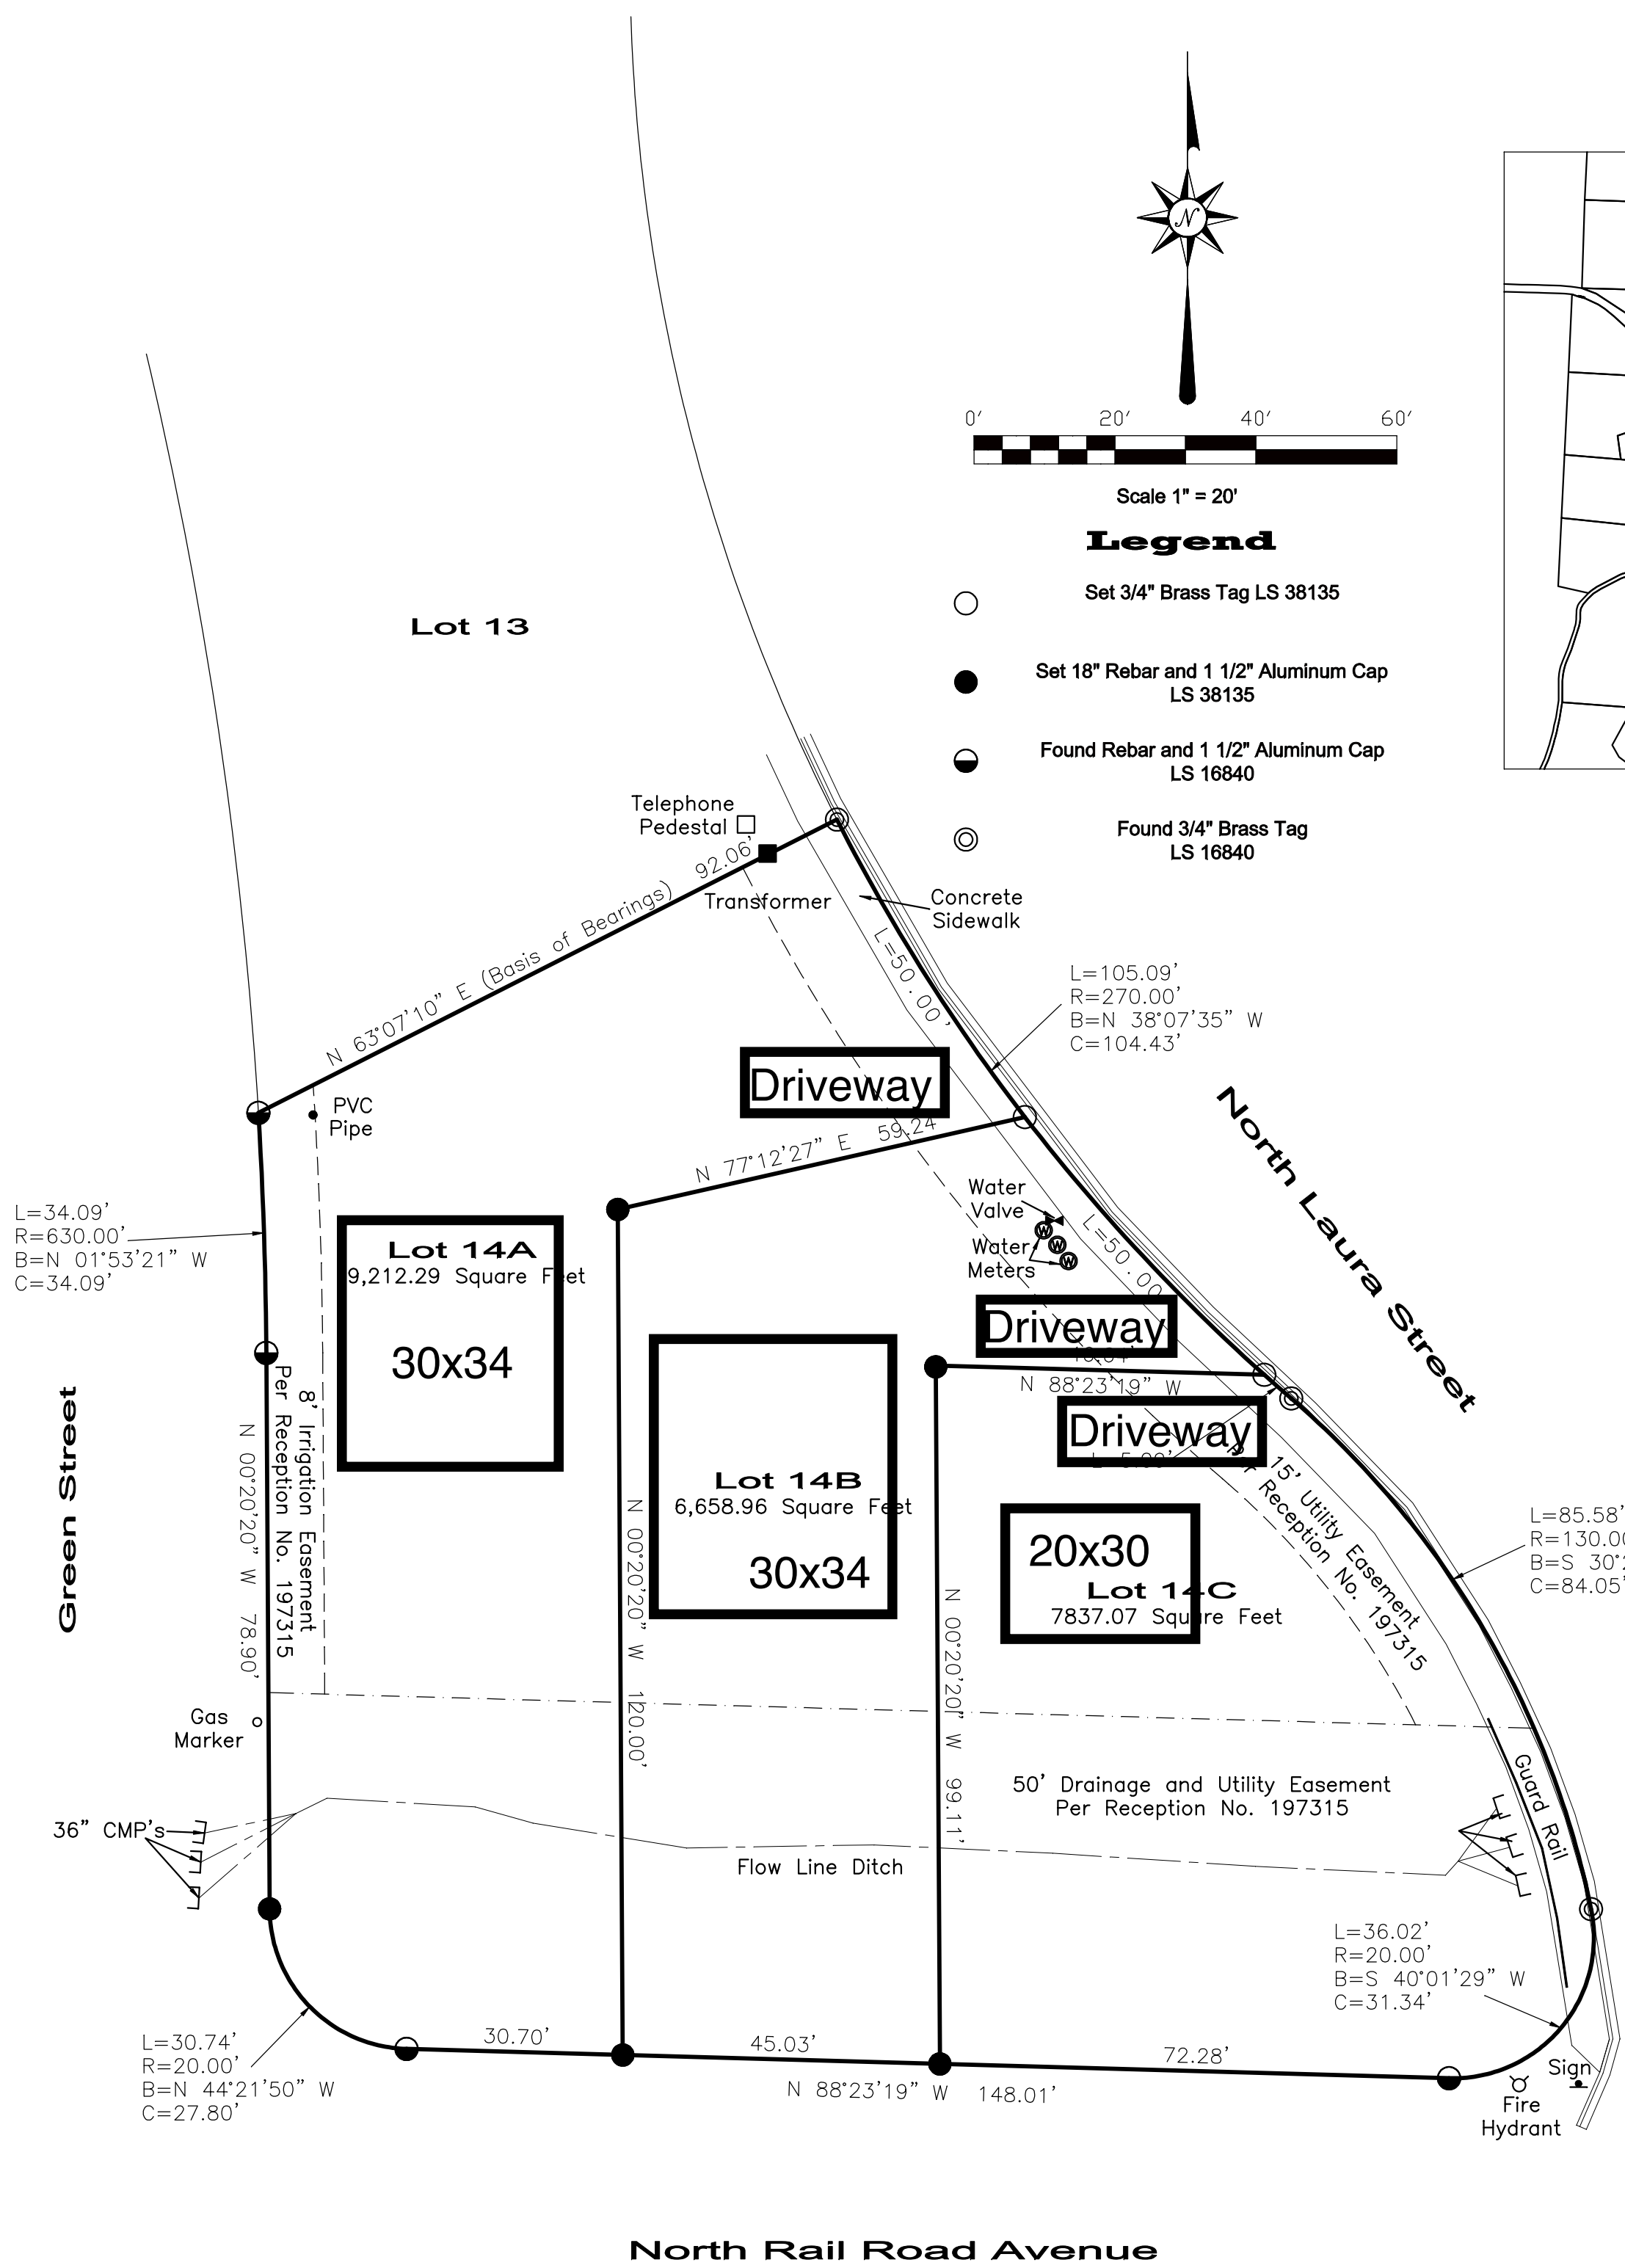 N
0' 20' 40' 60'
Scale 1" = 20'
Legend
Set 3/4" Brass Tag LS 38135
Set 18" Rebar and 1 1/2" Aluminum Cap
LS 38135
Found Rebar and 1 1/2" Aluminum Cap
LS 16840
Found 3/4" Brass Tag
LS 16840
Lot 13
Telephone
Pedestal
Transformer
Concrete
Sidewalk
N 63°07'10" E (Basis of Bearings) 92.06'
L=50.00'
L=105.09'
R=270.00'
B=N 38°07'35" W
C=104.43'
PVC
Pipe
Driveway
N 77°12'27" E 59.24'
North Laura Street
Water
Valve
Water
Meters
W
W
W
L=50.00'
L=34.09'
R=630.00'
B=N 01°53'21" W
C=34.09'
Lot 14A
9,212.29 Square Feet
30x34
Driveway
N 88°23'19" W
Driveway
L=5.00'
Green Street
N 00°20'20" W 78.90'
8' Irrigation Easement
Per Reception No. 197315
Lot 14B
6,658.96 Square Feet
30x34
N 00°20'20" W 120.00'
20x30
Lot 14C
7837.07 Square Feet
N 00°20'20" W 99.11'
15' Utility Easement
Per Reception No. 197315
L=85.58'
R=130.00
B=S 30°
C=84.05'
Gas
Marker
50' Drainage and Utility Easement
Per Reception No. 197315
Guard Rail
36" CMP's
Flow Line Ditch
L=36.02'
R=20.00'
B=S 40°01'29" W
C=31.34'
L=30.74'
R=20.00'
B=N 44°21'50" W
C=27.80'
30.70'
45.03'
72.28'
N 88°23'19" W 148.01'
Sign
Fire
Hydrant
North Rail Road Avenue